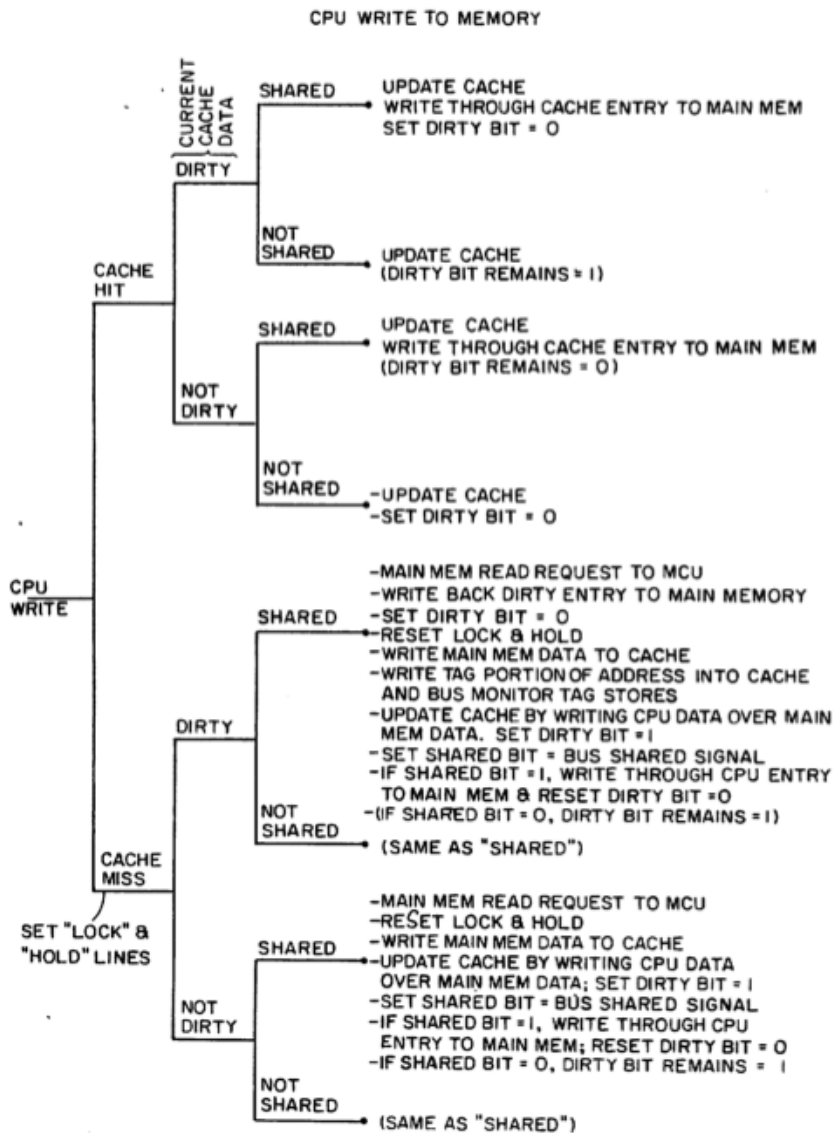 CPU WRITE TO MEMORY
CURRENT
CACHE
DATA
SHARED
UPDATE CACHE
WRITE THROUGH CACHE ENTRY TO MAIN MEM
SET DIRTY BIT = 0
DIRTY
NOT
SHARED
UPDATE CACHE
(DIRTY BIT REMAINS = 1)
CACHE
HIT
SHARED
UPDATE CACHE
WRITE THROUGH CACHE ENTRY TO MAIN MEM
(DIRTY BIT REMAINS = 0)
NOT
DIRTY
NOT
SHARED
-UPDATE CACHE
-SET DIRTY BIT = 0
CPU
WRITE
SHARED
-MAIN MEM READ REQUEST TO MCU
-WRITE BACK DIRTY ENTRY TO MAIN MEMORY
-SET DIRTY BIT = 0
-RESET LOCK & HOLD
-WRITE MAIN MEM DATA TO CACHE
-WRITE TAG PORTION OF ADDRESS INTO CACHE
AND BUS MONITOR TAG STORES
-UPDATE CACHE BY WRITING CPU DATA OVER MAIN
MEM DATA. SET DIRTY BIT = 1
-SET SHARED BIT = BUS SHARED SIGNAL
-IF SHARED BIT = 1, WRITE THROUGH CPU ENTRY
TO MAIN MEM & RESET DIRTY BIT = 0
-(IF SHARED BIT = 0, DIRTY BIT REMAINS = 1)
DIRTY
NOT
SHARED
(SAME AS "SHARED")
CACHE
MISS
SET "LOCK" &
"HOLD" LINES
SHARED
-MAIN MEM READ REQUEST TO MCU
-RESET LOCK & HOLD
-WRITE MAIN MEM DATA TO CACHE
-UPDATE CACHE BY WRITING CPU DATA
OVER MAIN MEM DATA; SET DIRTY BIT = 1
-SET SHARED BIT = BUS SHARED SIGNAL
-IF SHARED BIT = 1, WRITE THROUGH CPU
ENTRY TO MAIN MEM; RESET DIRTY BIT = 0
-IF SHARED BIT = 0, DIRTY BIT REMAINS = 1
NOT
DIRTY
NOT
SHARED
(SAME AS "SHARED")